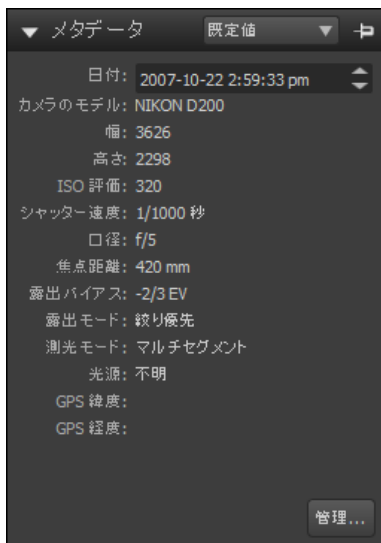 メタデータ 既定値
日付: 2007-10-22 2:59:33 pm
カメラのモデル: NIKON D200
幅: 3626
高さ: 2298
ISO 評価: 320
シャッター速度: 1/1000 秒
口径: f/5
焦点距離: 420 mm
露出バイアス: -2/3 EV
露出モード: 絞り優先
測光モード: マルチセグメント
光源: 不明
GPS 緯度:
GPS 経度:
管理...